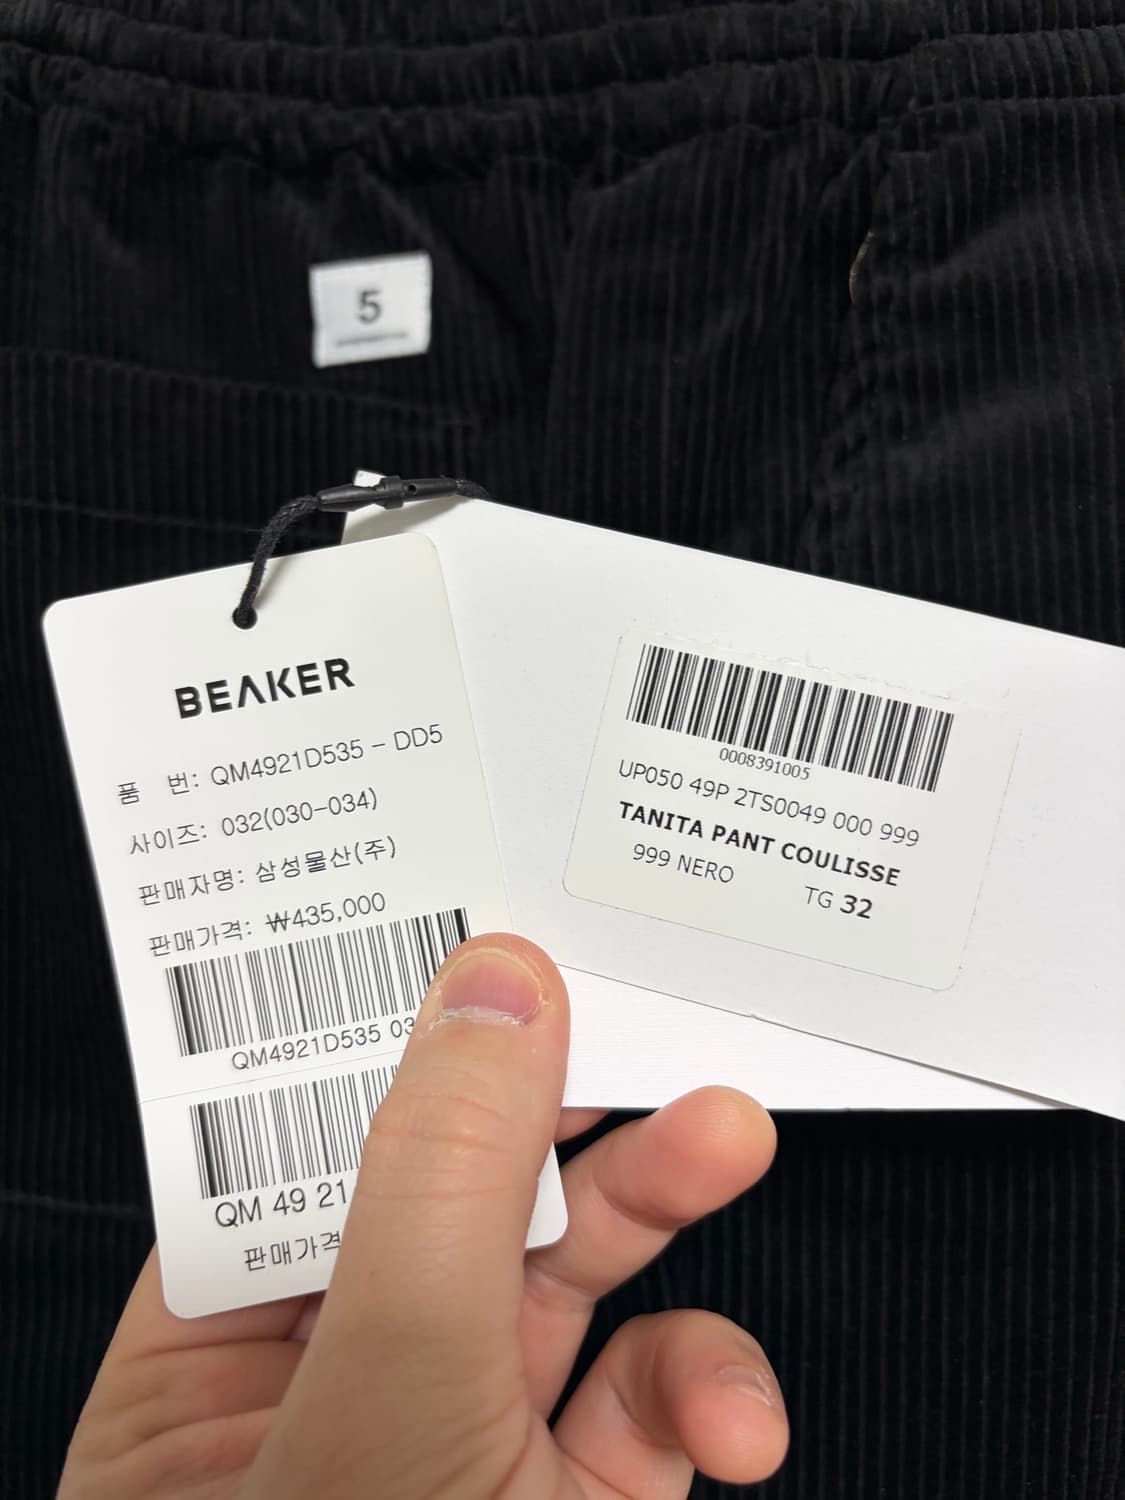 5
BEAKER
품 번: QM4921D535 - DD5
사이즈: 032(030-034)
판매자명: 삼성물산(주)
판매가격: ₩435,000
QM4921D535 03
QM 49 21
판매가격
0008391005
UP050 49P 2TS0049 000 999
TANITA PANT COULISSE
999 NERO
TG 32